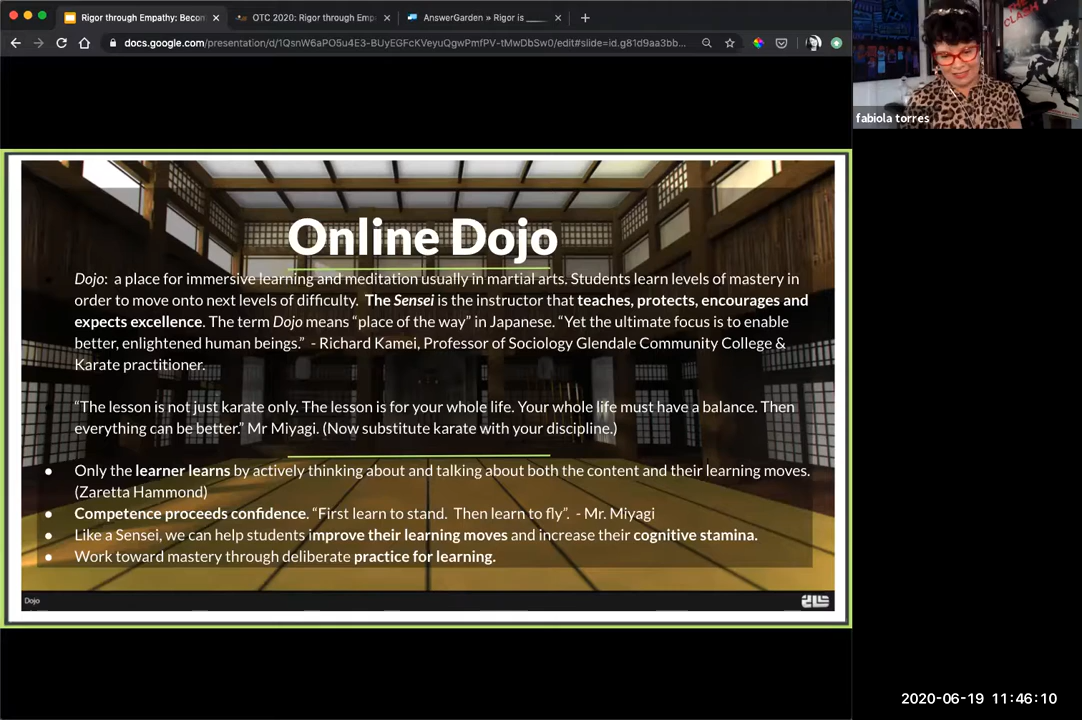 Rigor through Empathy: Becon
OTC 2020: Rigor through Emp
AnswerGarden » Rigor is ____
docs.google.com/presentation/d/1QsnW6aPO5u4E3-BUyEGFcKVeyuQgwPmfPV-tMwDbSw0/edit#slide=id.g81d9aa3bb...
THE CLASH
fabiola torres
Online Dojo
Dojo: a place for immersive learning and meditation usually in martial arts. Students learn levels of mastery in
order to move onto next levels of difficulty. The Sensei is the instructor that teaches, protects, encourages and
expects excellence. The term Dojo means “place of the way” in Japanese. “Yet the ultimate focus is to enable
better, enlightened human beings.” - Richard Kamei, Professor of Sociology Glendale Community College &
Karate practitioner.
“The lesson is not just karate only. The lesson is for your whole life. Your whole life must have a balance. Then
everything can be better.” Mr Miyagi. (Now substitute karate with your discipline.)
● Only the learner learns by actively thinking about and talking about both the content and their learning moves.
(Zaretta Hammond)
● Competence proceeds confidence. “First learn to stand. Then learn to fly”. - Mr. Miyagi
● Like a Sensei, we can help students improve their learning moves and increase their cognitive stamina.
● Work toward mastery through deliberate practice for learning.
Dojo
2020-06-19 11:46:10